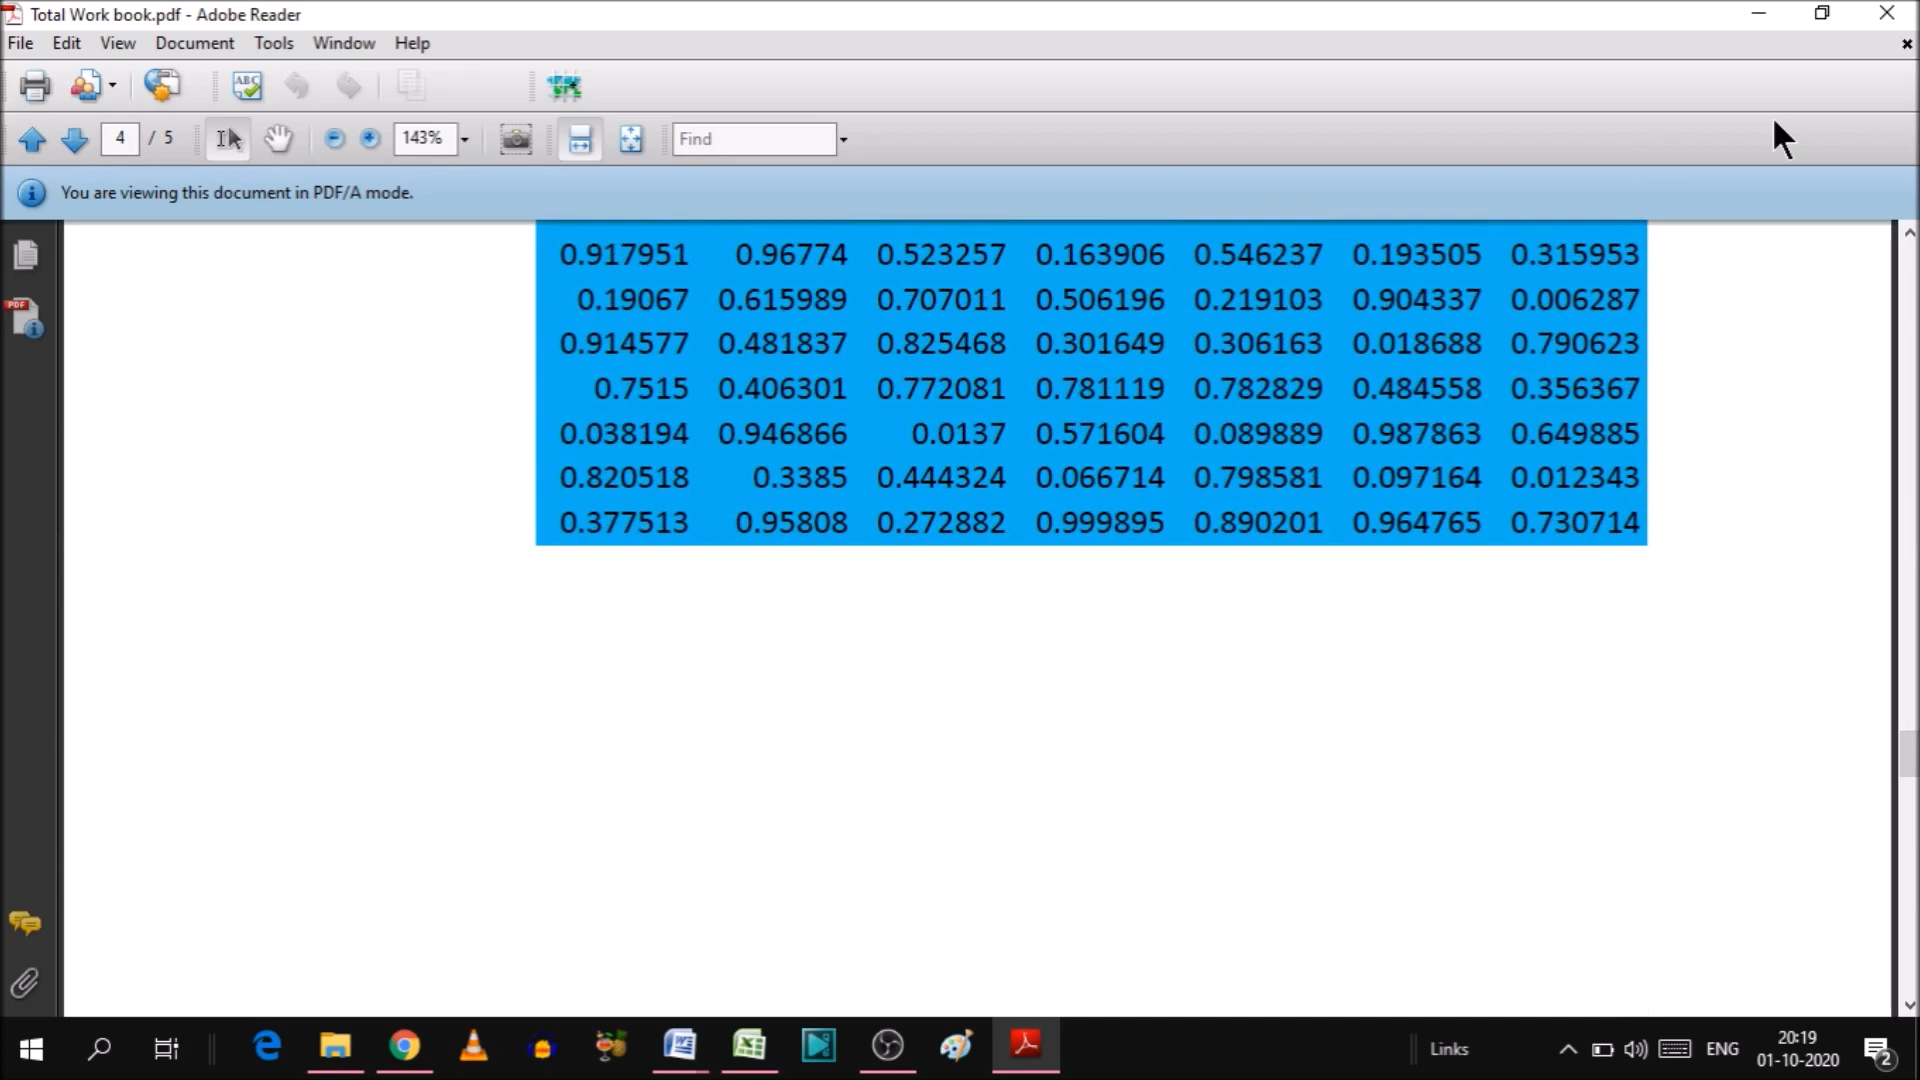 Total Work book.pdf - Adobe Reader
File Edit View Document Tools Window Help
ABC
4 / 5 143% Find
You are viewing this document in PDF/A mode.
PDF
0.917951 0.96774 0.523257 0.163906 0.546237 0.193505 0.315953
0.19067 0.615989 0.707011 0.506196 0.219103 0.904337 0.006287
0.914577 0.481837 0.825468 0.301649 0.306163 0.018688 0.790623
0.7515 0.406301 0.772081 0.781119 0.782829 0.484558 0.356367
0.038194 0.946866 0.0137 0.571604 0.089889 0.987863 0.649885
0.820518 0.3385 0.444324 0.066714 0.798581 0.097164 0.012343
0.377513 0.95808 0.272882 0.999895 0.890201 0.964765 0.730714
Links ENG 20:19
01-10-2020 2